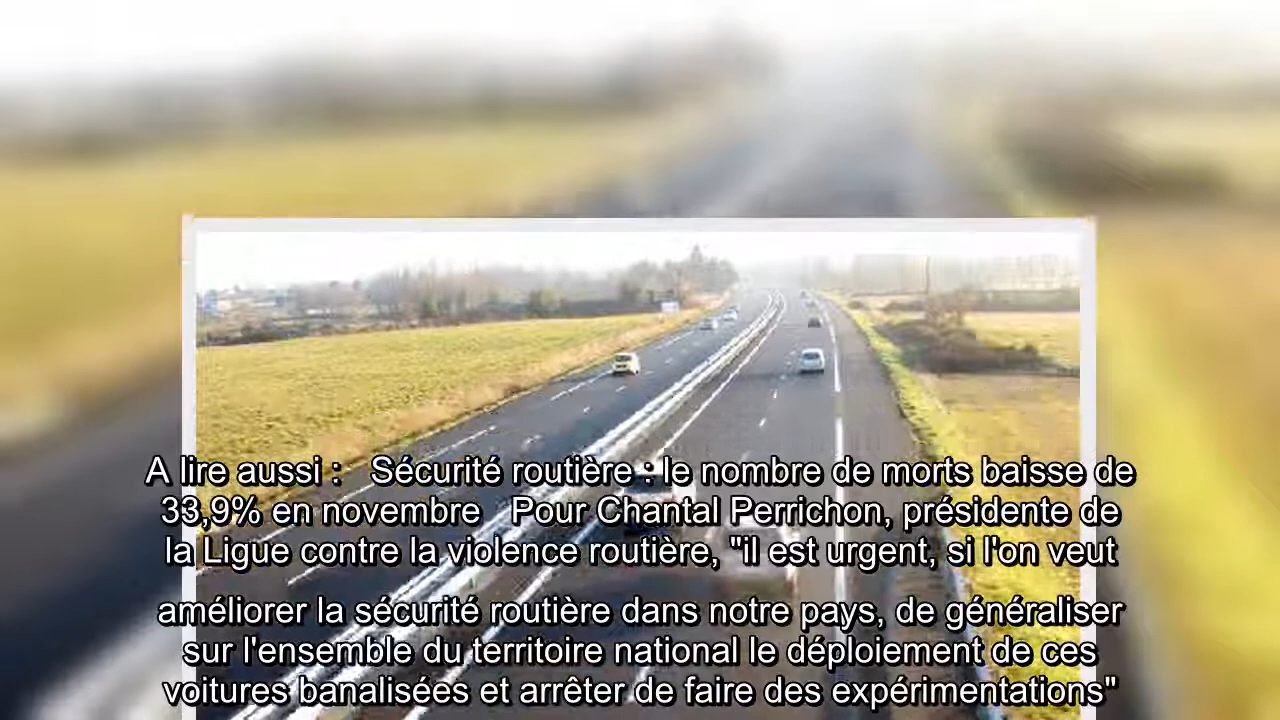 A lire aussi :   Sécurité routière : le nombre de morts baisse de
33,9% en novembre   Pour Chantal Perrichon, présidente de
la Ligue contre la violence routière, "il est urgent, si l'on veut
améliorer la sécurité routière dans notre pays, de généraliser
sur l'ensemble du territoire national le déploiement de ces
voitures banalisées et arrêter de faire des expérimentations"